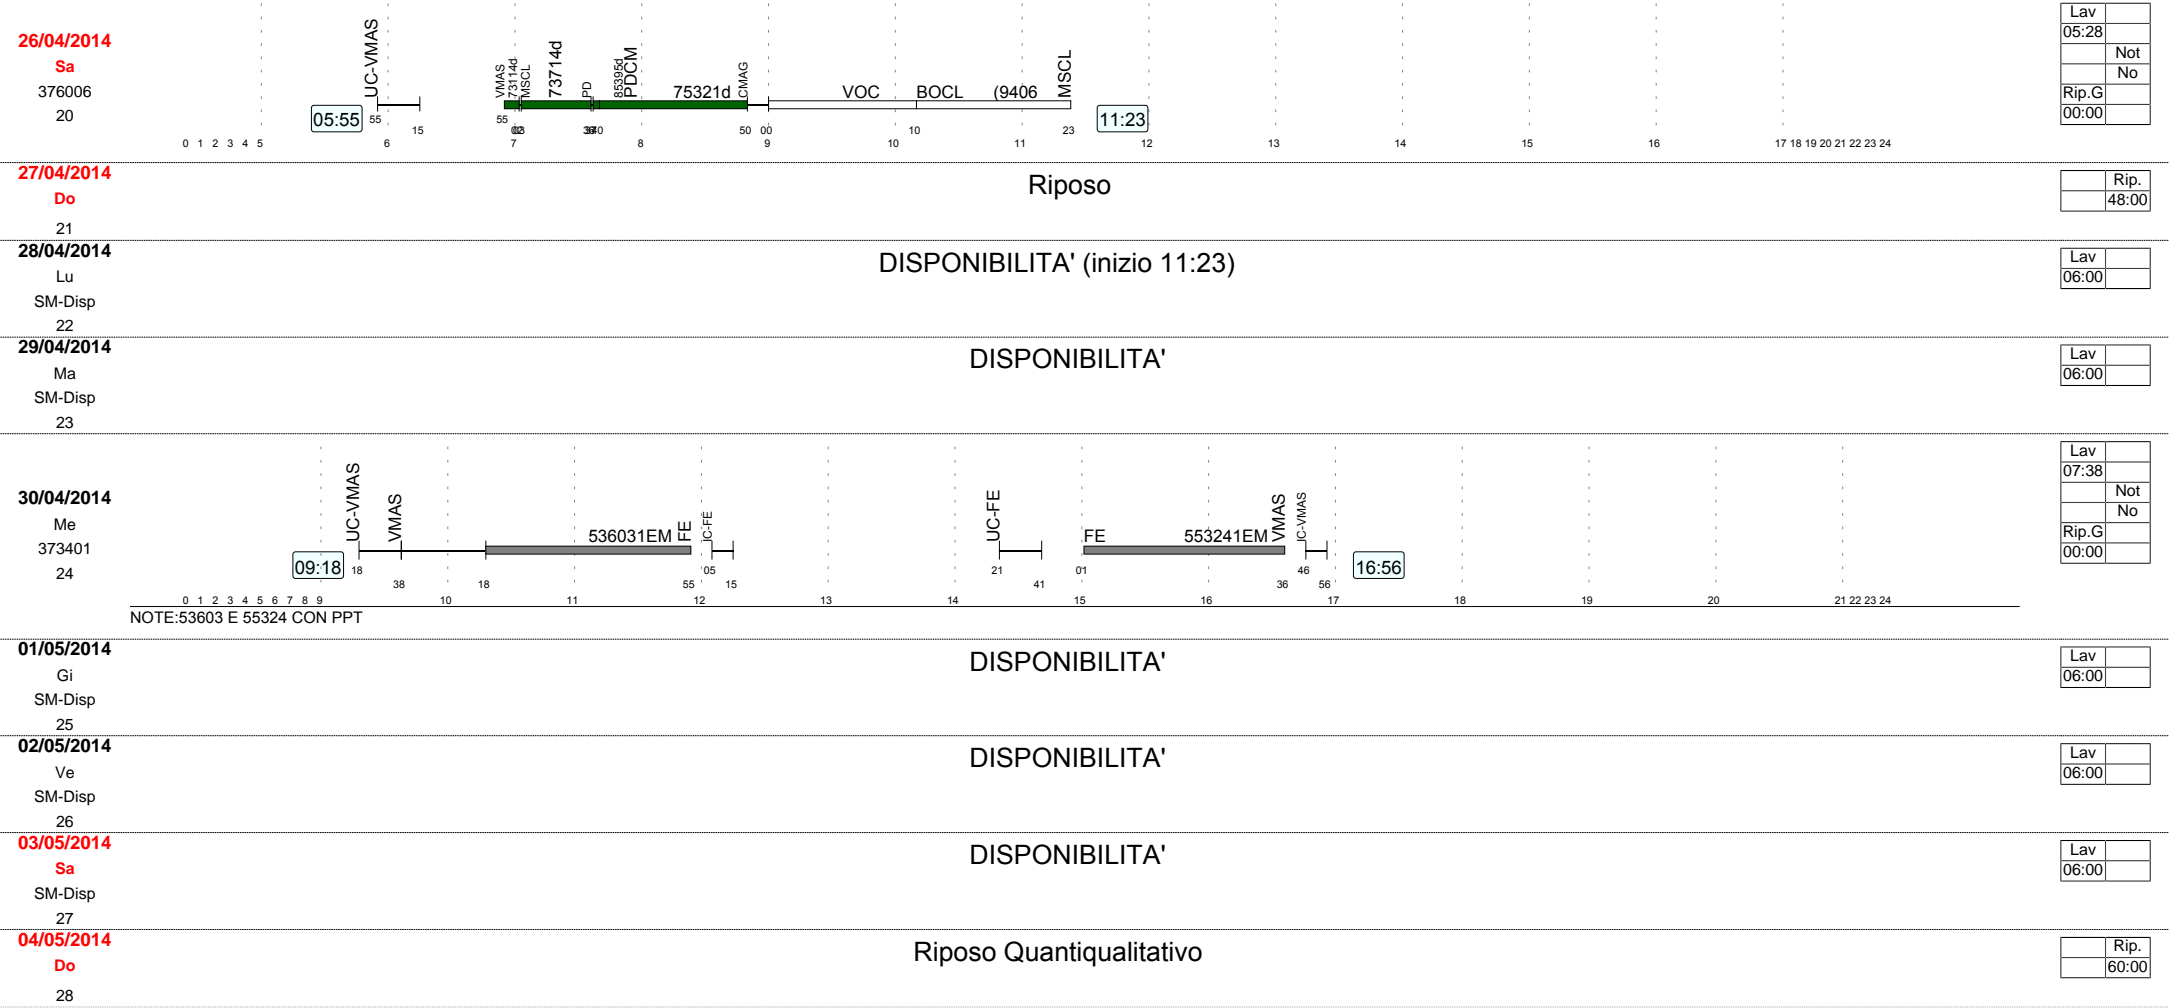 26/04/2014
Sa
376006
20
05:55
UC-VMAS
55
15
VMAS
73114d
MSCL
73714d
PD
85395d
PDCM
75321d
CMAG
VOC
BOCL
(9406
MSCL
55
50
00
10
23
11:23
0 1 2 3 4 5 6 7 8 9 10 11 12 13 14 15 16 17 18 19 20 21 22 23 24
Lav
05:28
Not
No
Rip.G
00:00
27/04/2014
Do
21
Riposo
Rip.
48:00
28/04/2014
Lu
SM-Disp
22
DISPONIBILITA' (inizio 11:23)
Lav
06:00
29/04/2014
Ma
SM-Disp
23
DISPONIBILITA'
Lav
06:00
30/04/2014
Me
373401
24
09:18
UC-VMAS
VMAS
536031EM
FE
IC-FE
UC-FE
FE
553241EM
VMAS
IC-VMAS
18
38
18
55
05
15
21
41
01
36
46
56
16:56
0 1 2 3 4 5 6 7 8 9 10 11 12 13 14 15 16 17 18 19 20 21 22 23 24
NOTE:53603 E 55324 CON PPT
Lav
07:38
Not
No
Rip.G
00:00
01/05/2014
Gi
SM-Disp
25
DISPONIBILITA'
Lav
06:00
02/05/2014
Ve
SM-Disp
26
DISPONIBILITA'
Lav
06:00
03/05/2014
Sa
SM-Disp
27
DISPONIBILITA'
Lav
06:00
04/05/2014
Do
28
Riposo Quantiqualitativo
Rip.
60:00